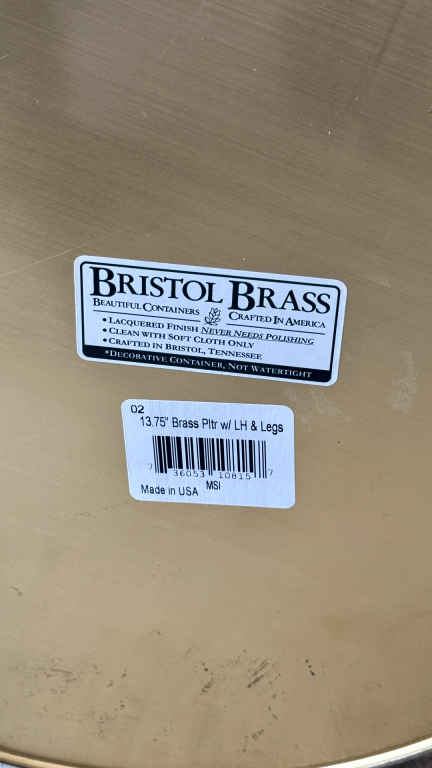 BRISTOL BRASS
BEAUTIFUL CONTAINERS CRAFTED IN AMERICA
• LACQUERED FINISH NEVER NEEDS POLISHING
• CLEAN WITH SOFT CLOTH ONLY
• CRAFTED IN BRISTOL, TENNESSEE
*DECORATIVE CONTAINER, NOT WATERTIGHT
02
13.75" Brass Pltr w/ LH & Legs
7 36053 10815 7
Made in USA MSI